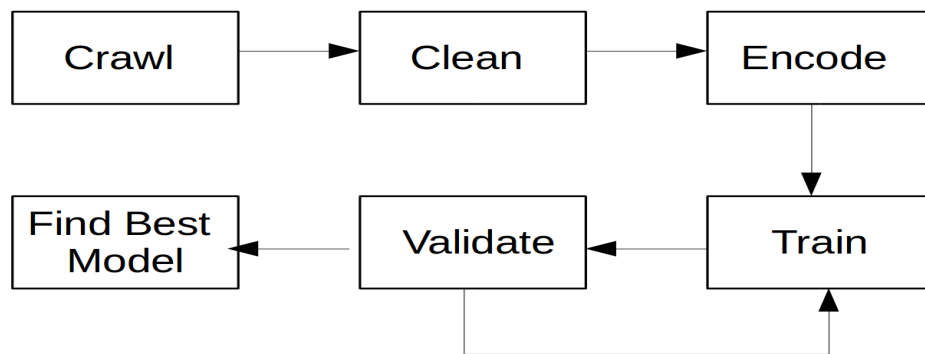 Crawl
Clean
Encode
Find Best
Model
Validate
Train